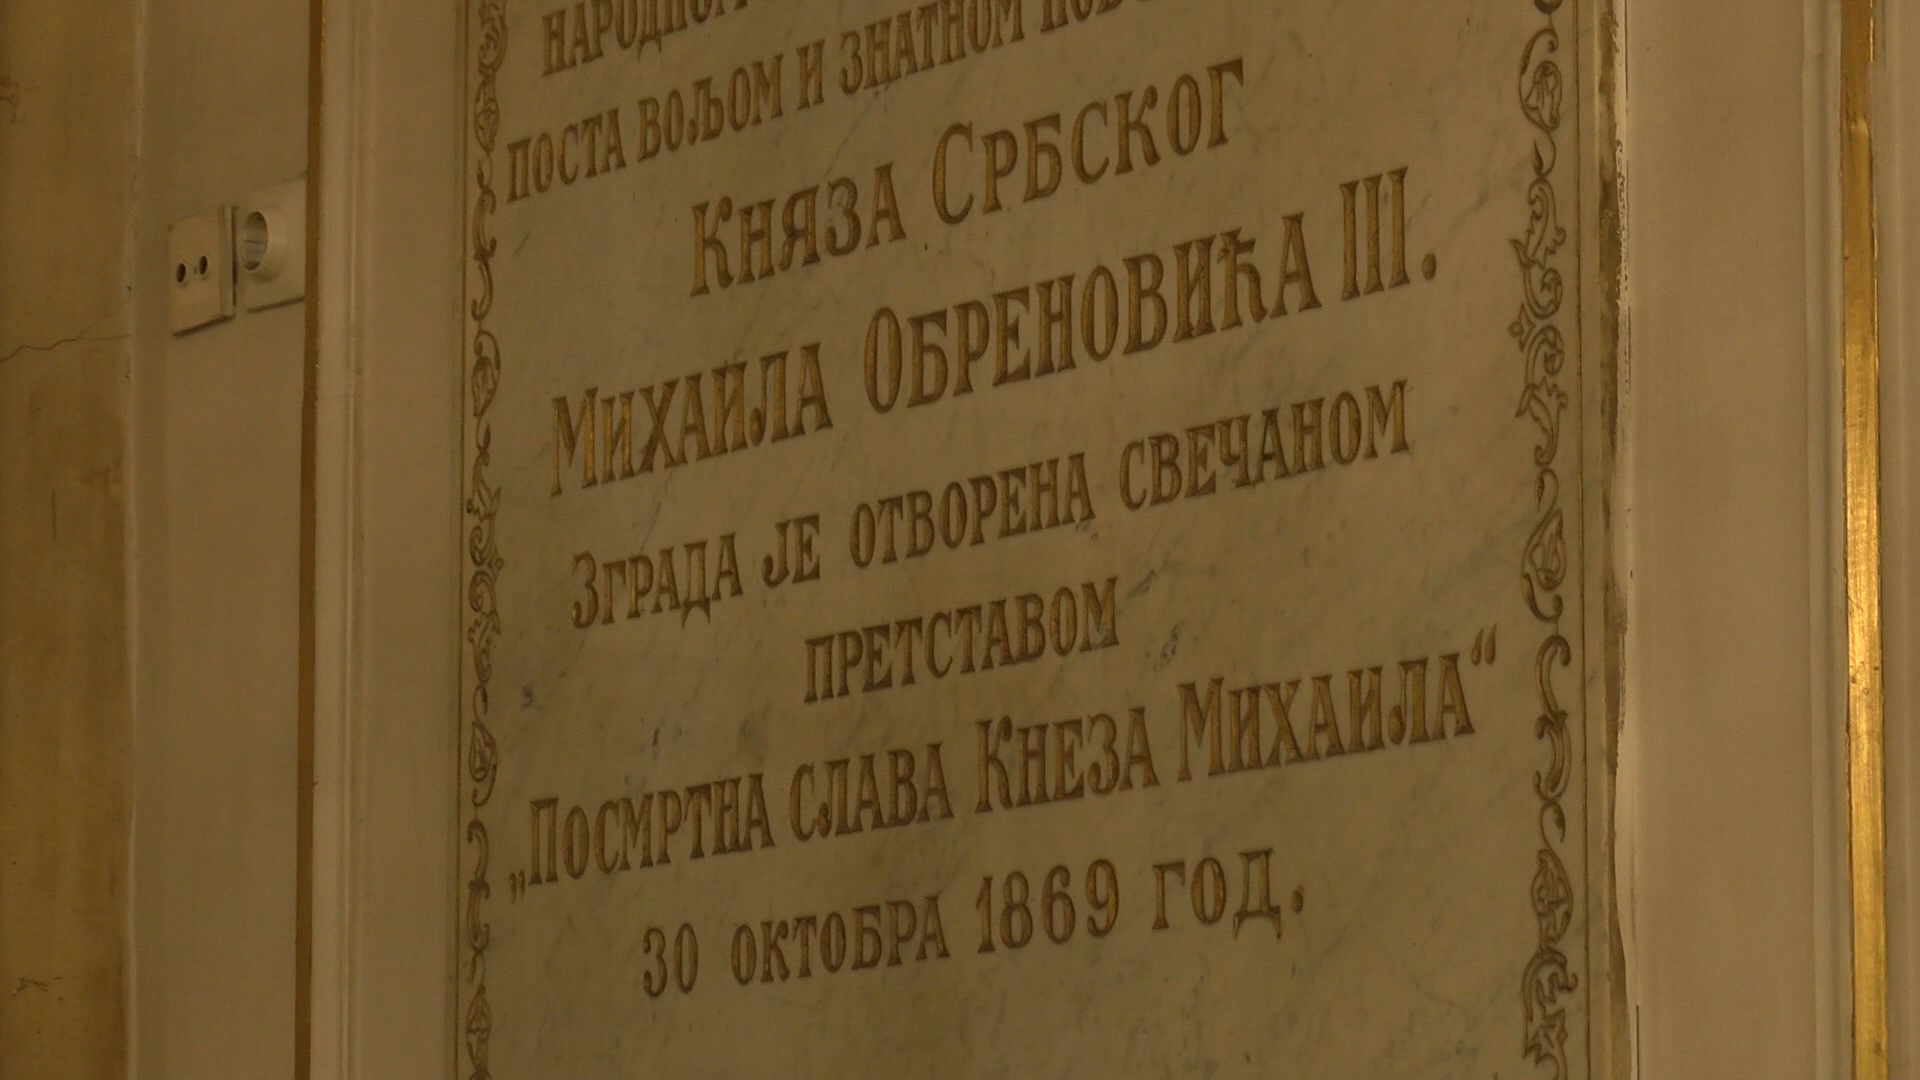 ПОСТА ВОЉОМ И ЗНАТНОМ
КНЯЗА СРБСКОГ
МИХАИЛА ОБРЕНОВИЋА III.
ЗГРАДА ЈЕ ОТВОРЕНА СВЕЧАНОМ
ПРЕТСТАВОМ
„ПОСМРТНА СЛАВА КНЕЗА МИХАИЛА“
30 ОКТОБРА 1869 ГОД.